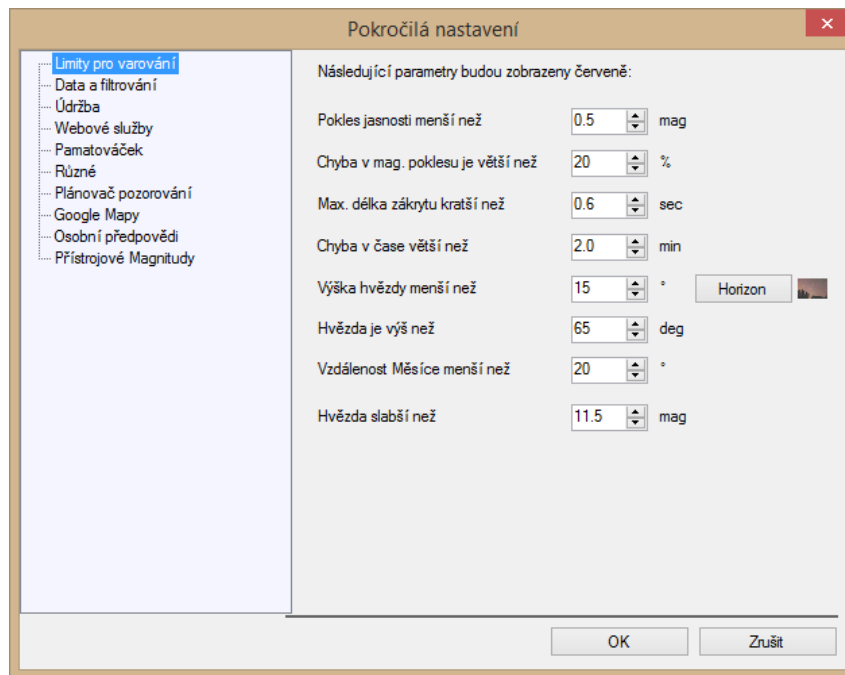 Pokročilá nastavení
Limity pro varování
Data a filtrování
Údržba
Webové služby
Pamatováček
Různé
Plánovač pozorování
Google Mapy
Osobní předpovědi
Přístrojové Magnitudy
Následující parametry budou zobrazeny červeně:
Pokles jasnosti menší než 0.5 mag
Chyba v mag. poklesu je větší než 20 %
Max. délka zákrytu kratší než 0.6 sec
Chyba v čase větší než 2.0 min
Výška hvězdy menší než 15 ° Horizon
Hvězda je výš než 65 deg
Vzdálenost Měsíce menší než 20 °
Hvězda slabší než 11.5 mag
OK Zrušit